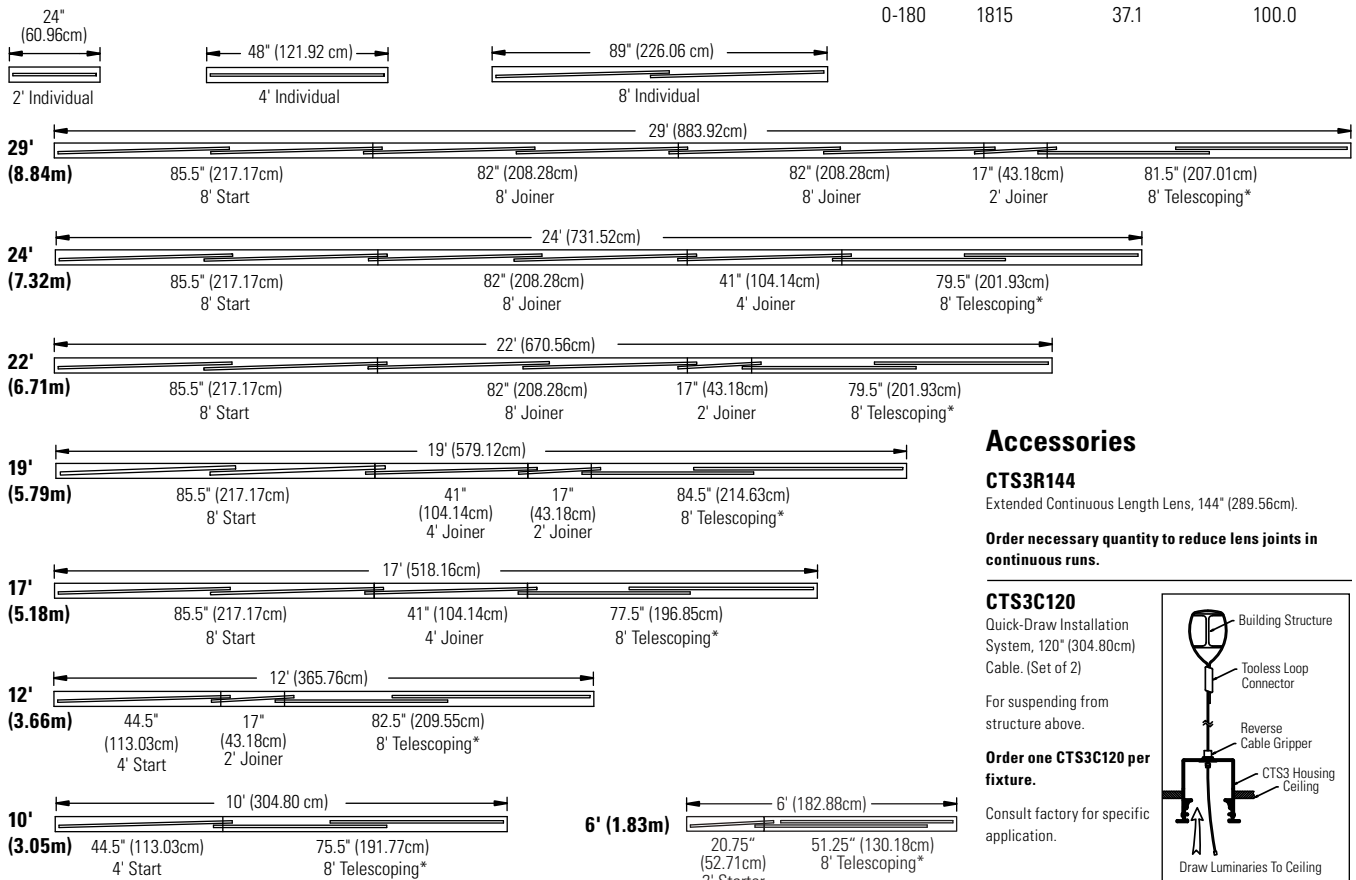 0-180 1815 37.1 100.0
24"
(60.96cm)
2' Individual
48" (121.92 cm)
4' Individual
89" (226.06 cm)
8' Individual
29'
(8.84m)
29' (883.92cm)
85.5" (217.17cm)
8' Start
82" (208.28cm)
8' Joiner
82" (208.28cm)
8' Joiner
17" (43.18cm)
2' Joiner
81.5" (207.01cm)
8' Telescoping*
24'
(7.32m)
24' (731.52cm)
85.5" (217.17cm)
8' Start
82" (208.28cm)
8' Joiner
41" (104.14cm)
4' Joiner
79.5" (201.93cm)
8' Telescoping*
22'
(6.71m)
22' (670.56cm)
85.5" (217.17cm)
8' Start
82" (208.28cm)
8' Joiner
17" (43.18cm)
2' Joiner
79.5" (201.93cm)
8' Telescoping*
19'
(5.79m)
19' (579.12cm)
85.5" (217.17cm)
8' Start
41"
(104.14cm)
4' Joiner
17"
(43.18cm)
2' Joiner
84.5" (214.63cm)
8' Telescoping*
17'
(5.18m)
17' (518.16cm)
85.5" (217.17cm)
8' Start
41" (104.14cm)
4' Joiner
77.5" (196.85cm)
8' Telescoping*
12'
(3.66m)
12' (365.76cm)
44.5"
(113.03cm)
4' Start
17"
(43.18cm)
2' Joiner
82.5" (209.55cm)
8' Telescoping*
10'
(3.05m)
10' (304.80 cm)
44.5" (113.03cm)
4' Start
75.5" (191.77cm)
8' Telescoping*
6' (1.83m)
6' (182.88cm)
20.75"
(52.71cm)
51.25" (130.18cm)
8' Telescoping*
Accessories
CTS3R144
Extended Continuous Length Lens, 144" (289.56cm).
Order necessary quantity to reduce lens joints in
continuous runs.
CTS3C120
Quick-Draw Installation
System, 120" (304.80cm)
Cable. (Set of 2)
For suspending from
structure above.
Order one CTS3C120 per
fixture.
Consult factory for specific
application.
Building Structure
Tooless Loop
Connector
Reverse
Cable Gripper
CTS3 Housing
Ceiling
Draw Luminaries To Ceiling